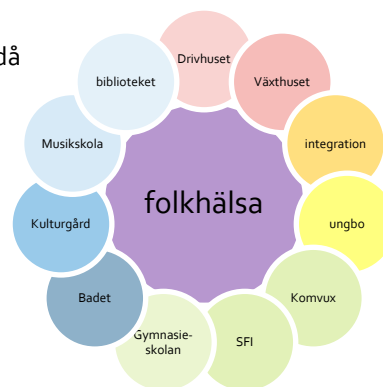 då
Drivhuset
Växthuset
integration
ungbo
Komvux
SFI
Gymnasie-
skolan
Badet
Kulturgård
Musikskola
biblioteket
folkhälsa